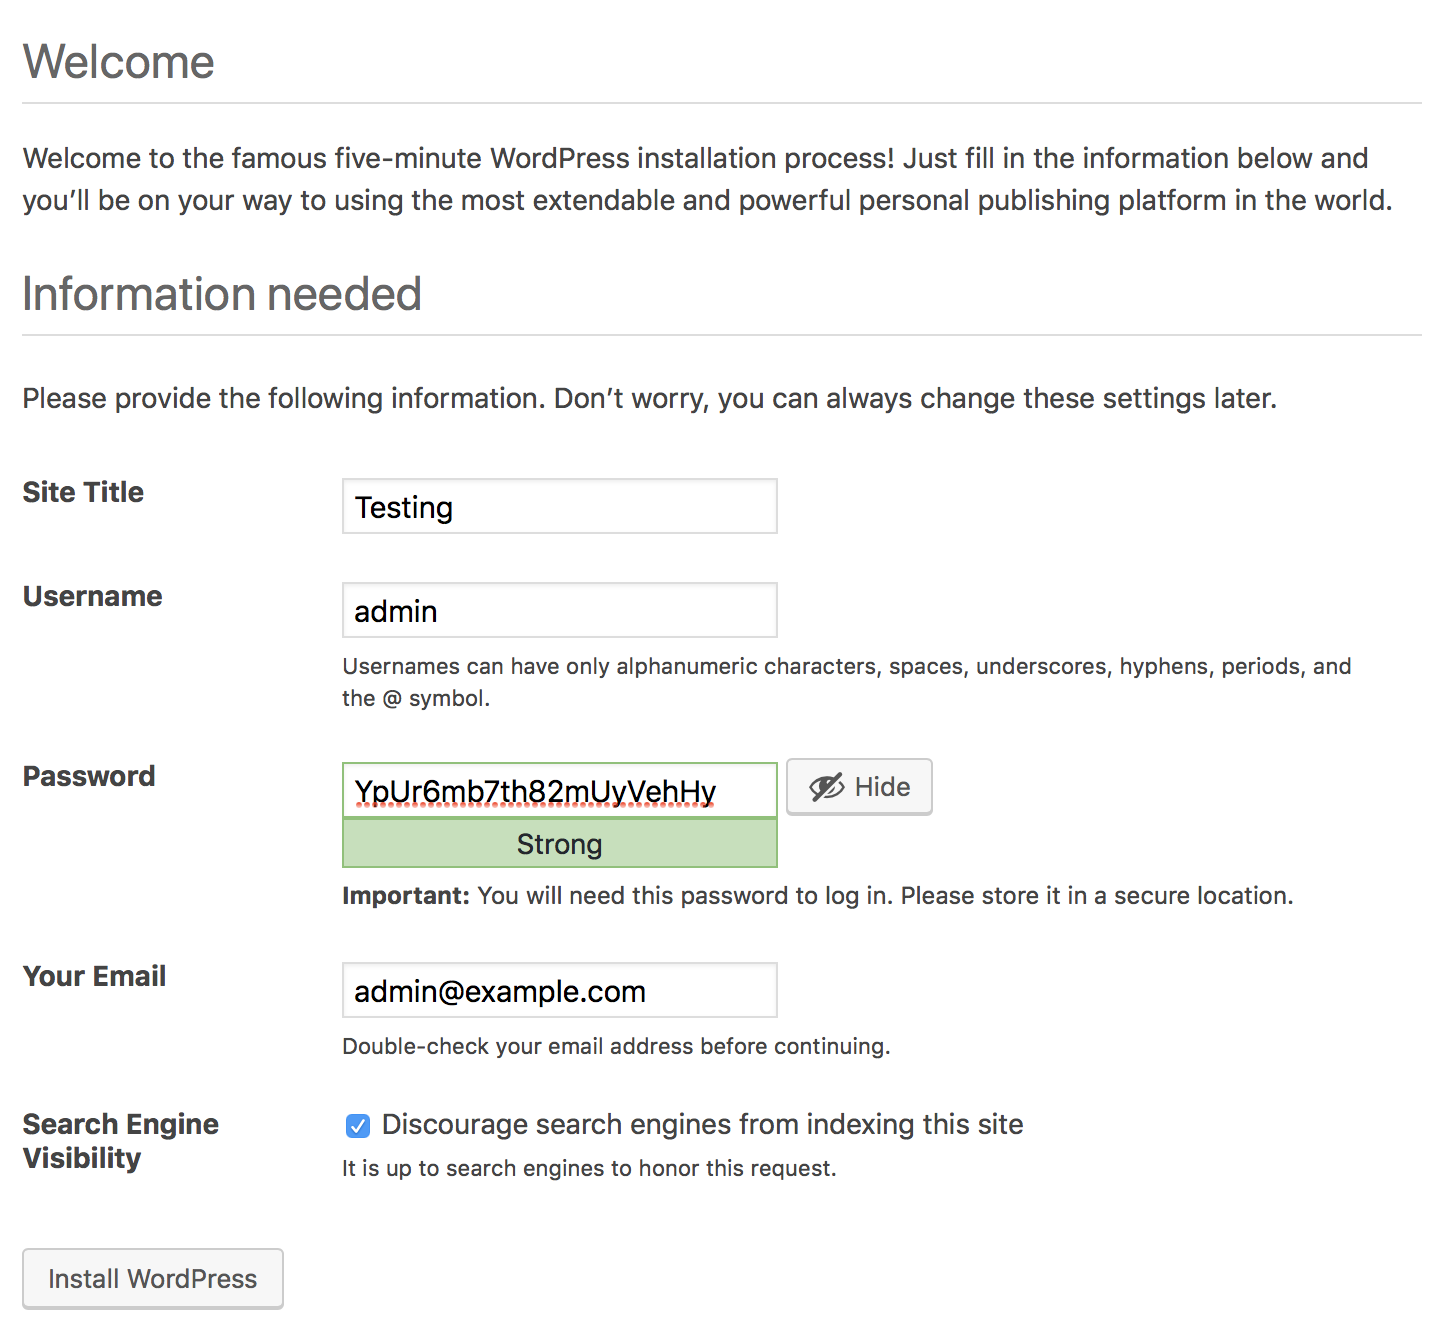 Welcome
Welcome to the famous five-minute WordPress installation process! Just fill in the information below and
you’ll be on your way to using the most extendable and powerful personal publishing platform in the world.
Information needed
Please provide the following information. Don’t worry, you can always change these settings later.
Site Title
Testing
Username
admin
Usernames can have only alphanumeric characters, spaces, underscores, hyphens, periods, and
the @ symbol.
Password
YpUr6mb7th82mUyVehHy
Hide
Strong
Important: You will need this password to log in. Please store it in a secure location.
Your Email
admin@example.com
Double-check your email address before continuing.
Search Engine
Visibility
Discourage search engines from indexing this site
It is up to search engines to honor this request.
Install WordPress